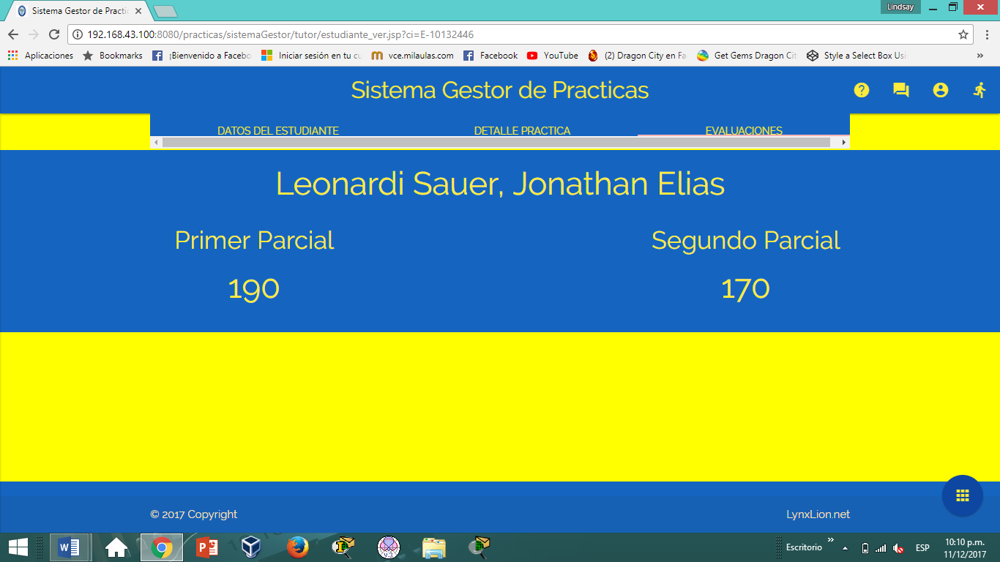 Lindsay
Sistema Gestor de Practic
192.168.43.100:8080/practicas/sistemaGestor/tutor/estudiante_ver.jsp?ci=E-10132446
Aplicaciones Bookmarks ¡Bienvenido a Facebo Iniciar sesión en tu cu vce.milaulas.com Facebook YouTube (2) Dragon City en Fa Get Gems Dragon Cit Style a Select Box Usi »
Sistema Gestor de Practicas
DATOS DEL ESTUDIANTE DETALLE PRACTICA EVALUACIONES
Leonardi Sauer, Jonathan Elias
Primer Parcial Segundo Parcial
190 170
© 2017 Copyright LynxLion.net
Escritorio » ESP 10:10 p.m.
11/12/2017